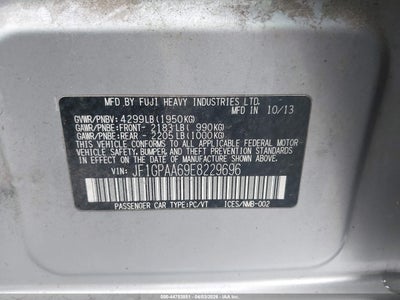 MFD BY FUJI HEAVY INDUSTRIES LTD.
10/13
GVWR/PNBV: 4299LB(1950KG)
GAWR/PNBE:FRONT- 2183LB( 990KG)
GAWR/PNBE:REAR - 2205LB(1000KG)
THIS VEHICLE CONFORMS TO ALL APPLICABLE
FEDERAL MOTOR VEHICLE SAFETY, BUMPER, AND
THEFT PREVENTION STANDARDS IN EFFECT ON THE
DATE OF MANUFACTURE SHOWN ABOVE.
VIN: JF1GPAA69E8229696
PASSENGER CAR TYPE:PC/VT ICES/NMB-002